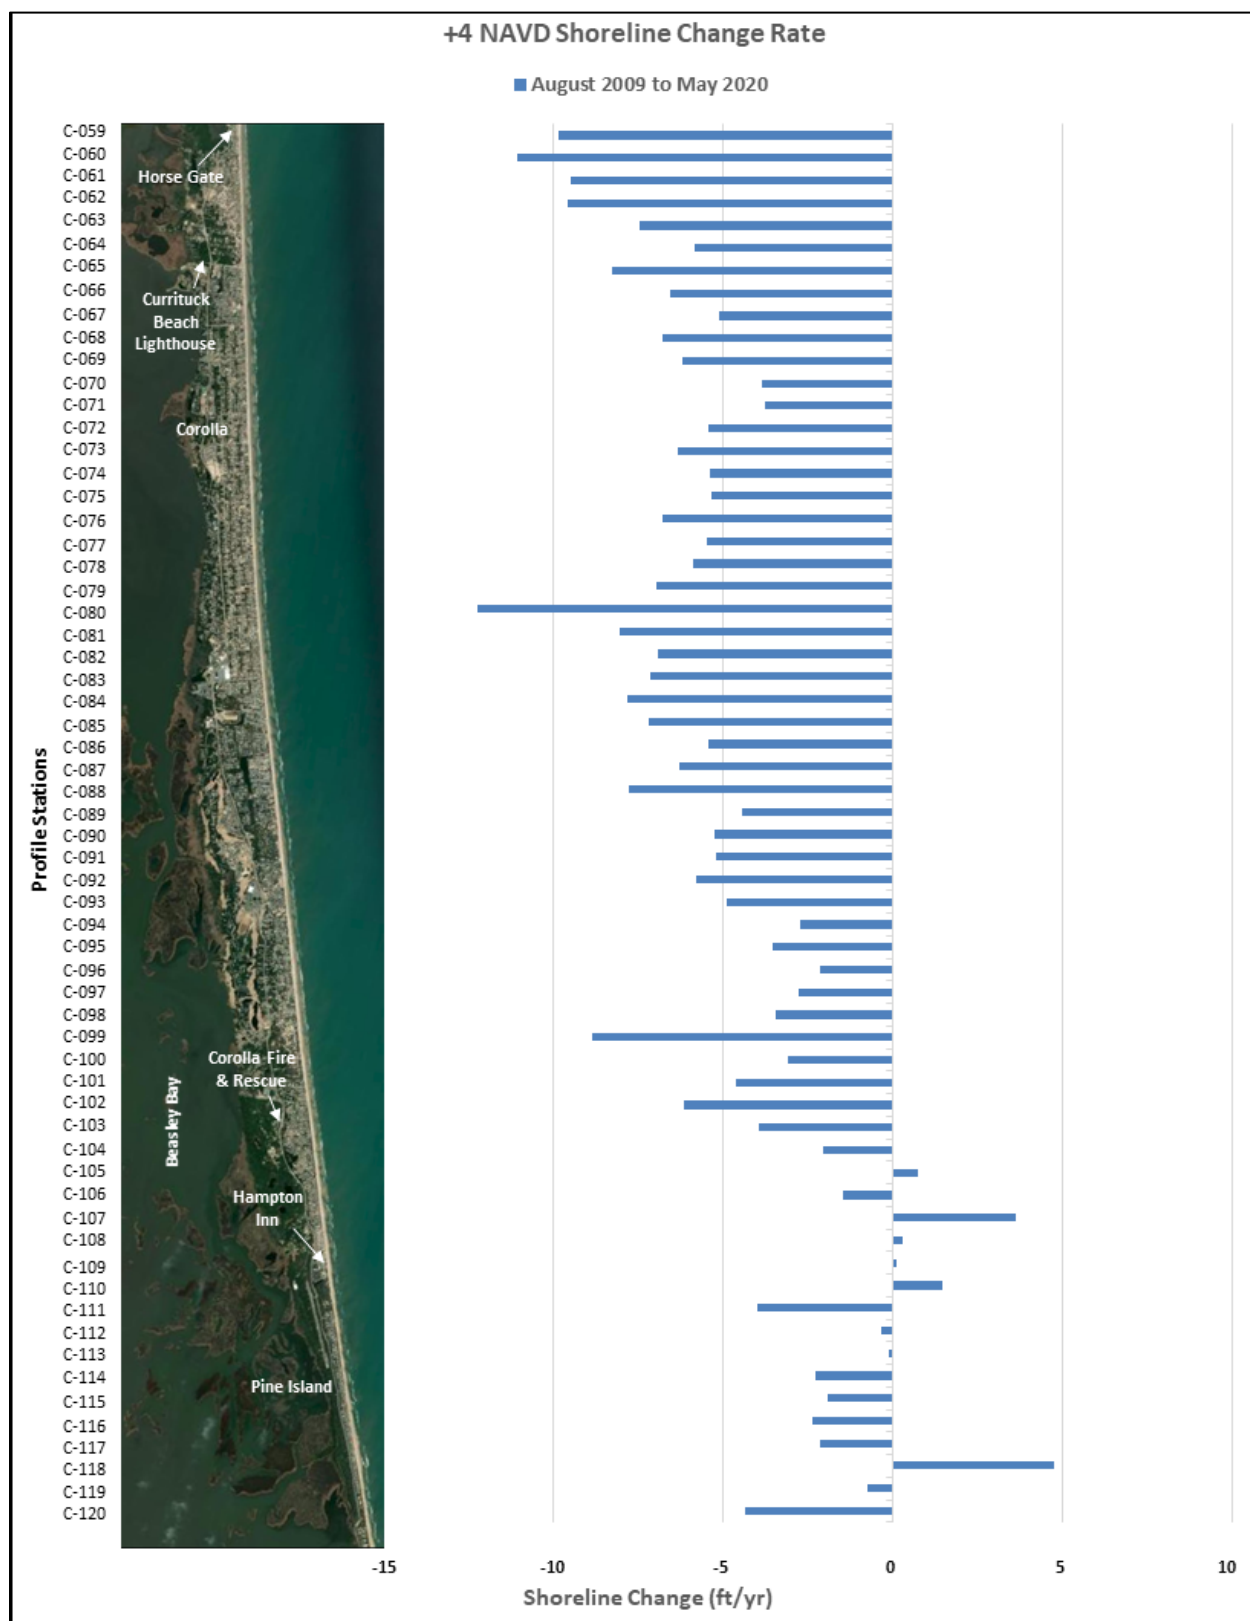 +4 NAVD Shoreline Change Rate
August 2009 to May 2020
C-059
C-060
C-061
C-062
C-063
C-064
C-065
C-066
C-067
C-068
C-069
C-070
C-071
C-072
C-073
C-074
C-075
C-076
C-077
C-078
C-079
C-080
C-081
C-082
C-083
C-084
C-085
C-086
C-087
C-088
C-089
C-090
C-091
C-092
C-093
C-094
C-095
C-096
C-097
C-098
C-099
C-100
C-101
C-102
C-103
C-104
C-105
C-106
C-107
C-108
C-109
C-110
C-111
C-112
C-113
C-114
C-115
C-116
C-117
C-118
C-119
C-120
Profile Stations
Horse Gate
Currituck
Beach
Lighthouse
Corolla
Corolla Fire
& Rescue
Beasley Bay
Hampton
Inn
Pine Island
-15 -10 -5 0 5 10
Shoreline Change (ft/yr)